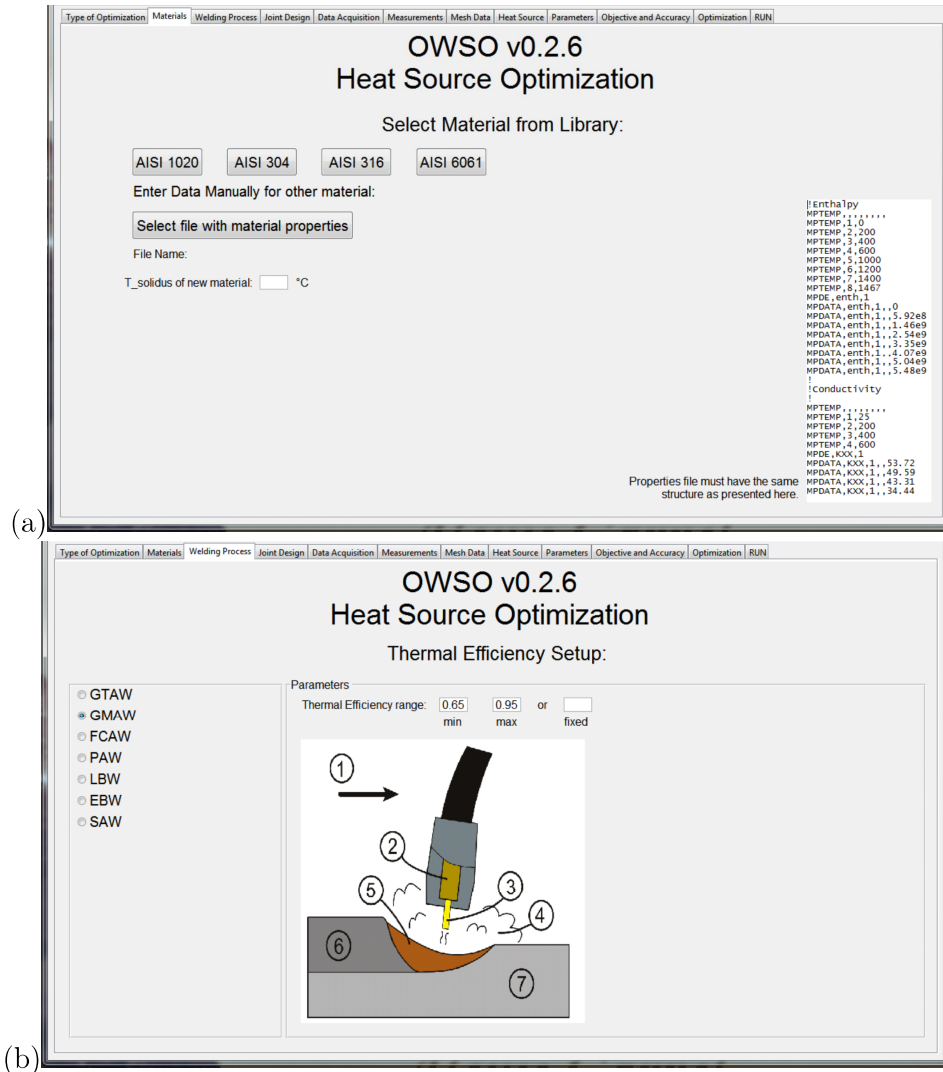 Type of Optimization Materials Welding Process Joint Design Data Acquisition Measurements Mesh Data Heat Source Parameters Objective and Accuracy Optimization RUN
OWSO v0.2.6
Heat Source Optimization
Select Material from Library:
AISI 1020 AISI 304 AISI 316 AISI 6061
Enter Data Manually for other material:
Select file with material properties
File Name:
T_solidus of new material: °C
!Enthalpy
MPTEMP,,,,,,,,
MPTEMP,1,0
MPTEMP,2,200
MPTEMP,3,400
MPTEMP,4,600
MPTEMP,5,1000
MPTEMP,6,1200
MPTEMP,7,1400
MPTEMP,8,1467
MPDE,enth,1
MPDATA,enth,1,,0
MPDATA,enth,1,,5.92e8
MPDATA,enth,1,,1.46e9
MPDATA,enth,1,,2.54e9
MPDATA,enth,1,,3.35e9
MPDATA,enth,1..4.07e9
MPDATA,enth,1,,5.04e9
MPDATA,enth,1,,5.48e9
!
!Conductivity
!
MPTEMP,,,,,,,,
MPTEMP,1,25
MPTEMP,2,200
MPTEMP,3,400
MPTEMP,4,600
MPDE,KXX,1
MPDATA,KXX,1,,53.72
MPDATA,KXX,1,,49.59
MPDATA,KXX,1,,43.31
MPDATA,KXX,1,,34.44
Properties file must have the same
structure as presented here.
(a)
Type of Optimization Materials Welding Process Joint Design Data Acquisition Measurements Mesh Data Heat Source Parameters Objective and Accuracy Optimization RUN
OWSO v0.2.6
Heat Source Optimization
Thermal Efficiency Setup:
GTAW
GMAW
FCAW
PAW
LBW
EBW
SAW
Parameters
Thermal Efficiency range: 0.65 0.95 or
min max fixed
1
2
3
4
5
6
7
(b)